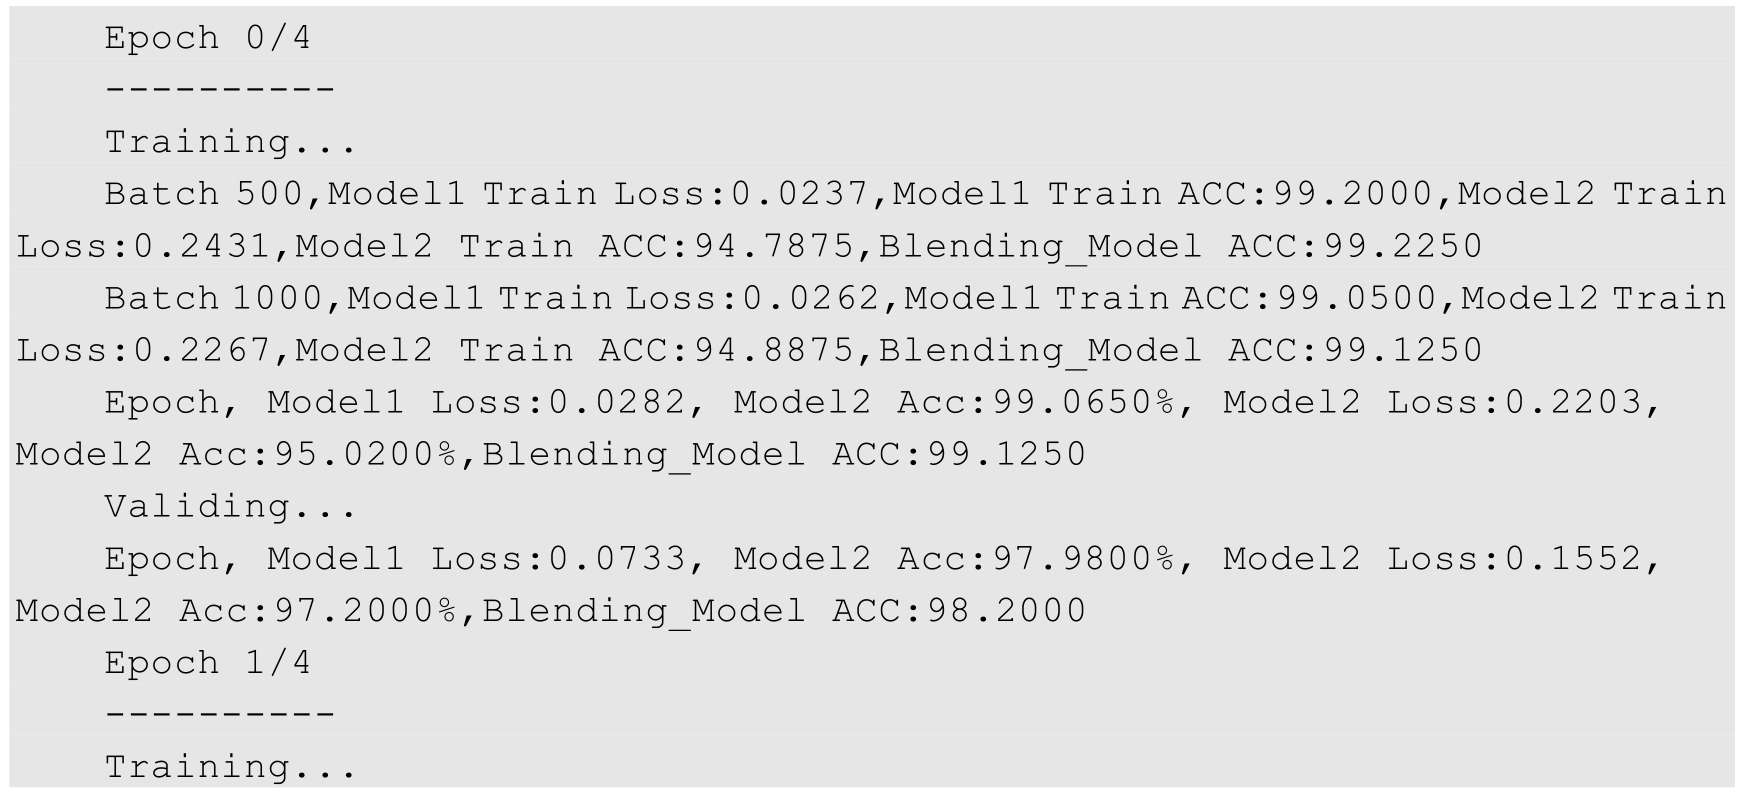 Epoch 0/4
----------
Training...
Batch 500,Model1 Train Loss:0.0237,Model1 Train ACC:99.2000,Model2 Train
Loss:0.2431,Model2 Train ACC:94.7875,Blending_Model ACC:99.2250
Batch 1000,Model1 Train Loss:0.0262,Model1 Train ACC:99.0500,Model2 Train
Loss:0.2267,Model2 Train ACC:94.8875,Blending_Model ACC:99.1250
Epoch, Model1 Loss:0.0282, Model2 Acc:99.0650%, Model2 Loss:0.2203,
Model2 Acc:95.0200%,Blending_Model ACC:99.1250
Validing...
Epoch, Model1 Loss:0.0733, Model2 Acc:97.9800%, Model2 Loss:0.1552,
Model2 Acc:97.2000%,Blending_Model ACC:98.2000
Epoch 1/4
----------
Training...